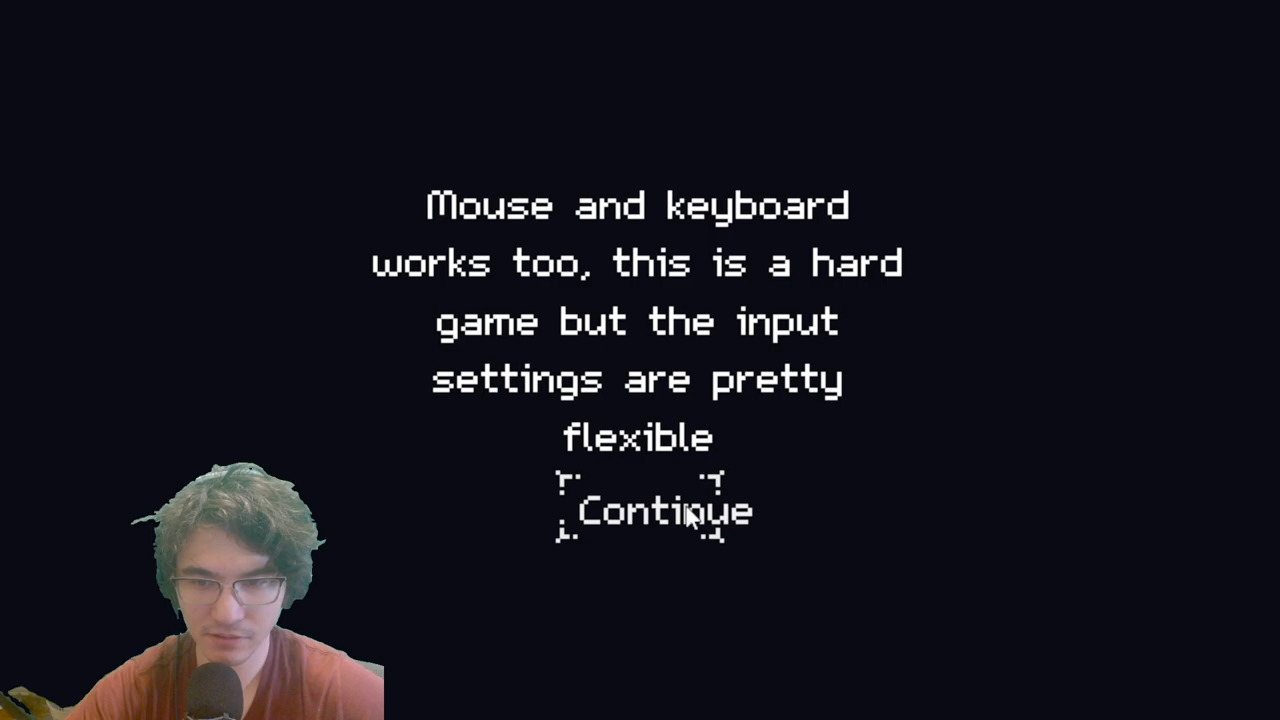 Mouse and keyboard
works too, this is a hard
game but the input
settings are pretty
flexible
Continue